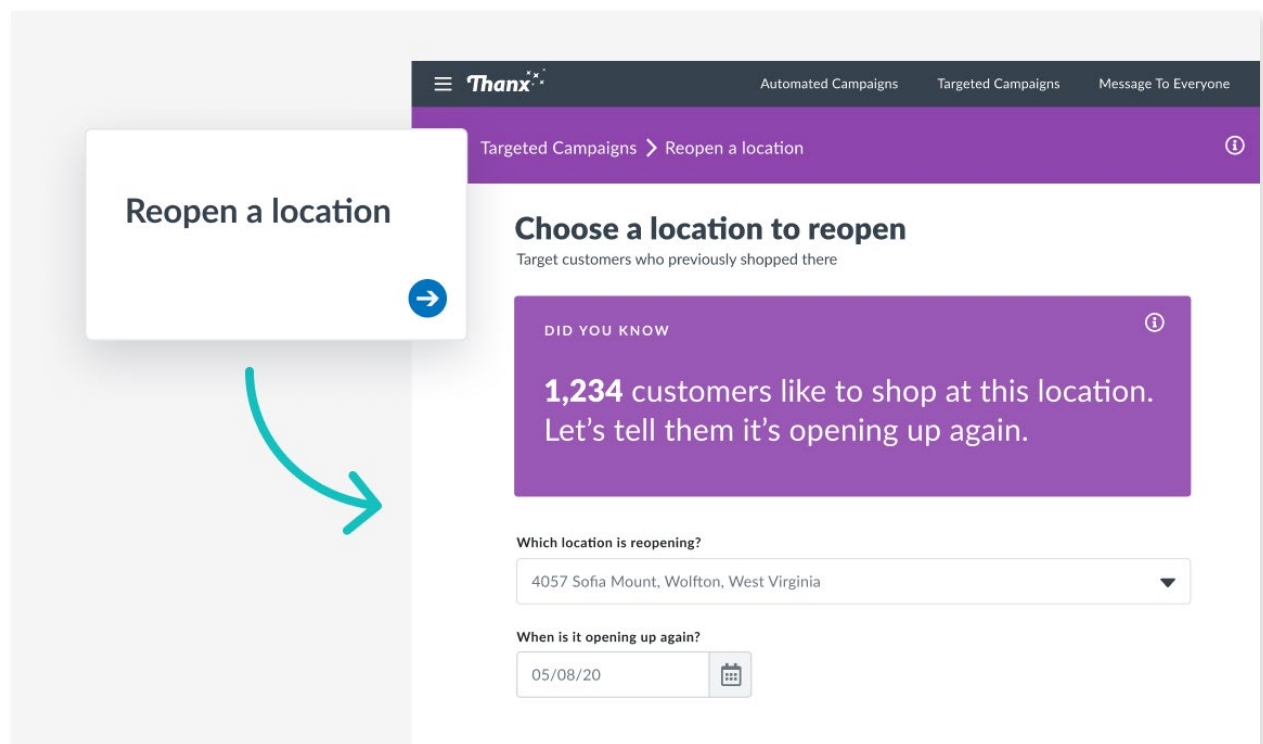 Thanx
Automated Campaigns
Targeted Campaigns
Message To Everyone
Targeted Campaigns
Reopen a location
Reopen a location
Choose a location to reopen
Target customers who previously shopped there
DID YOU KNOW
1,234 customers like to shop at this location.
Let's tell them it's opening up again.
Which location is reopening?
4057 Sofia Mount, Wolfton, West Virginia
When is it opening up again?
05/08/20